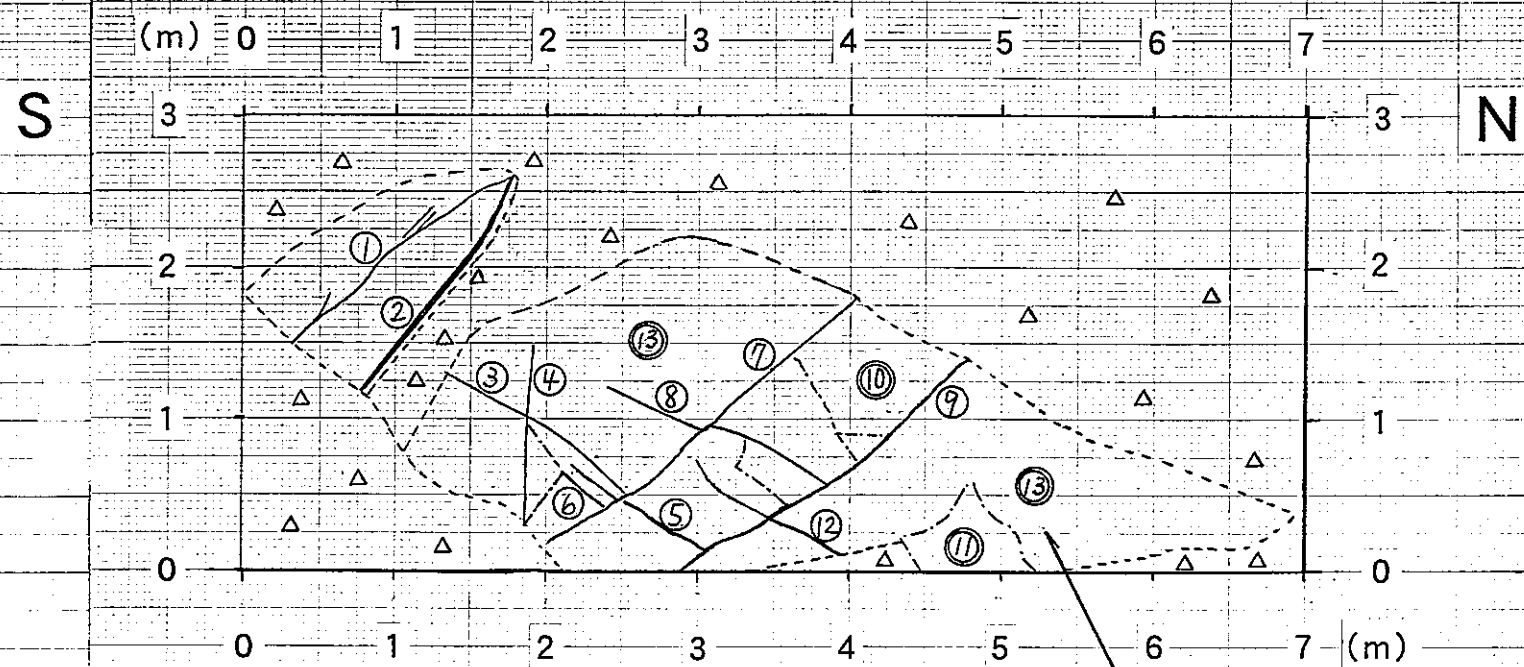 (m) 0 1 2 3 4 5 6 7
S 3 3 N
① 2 2
②
⑬
③ ④ ⑦ ⑩
⑧ ⑨
1 1
⑥ ⑤ ⑫ ⑬
⑪
0 0
0 1 2 3 4 5 6 7 (m)